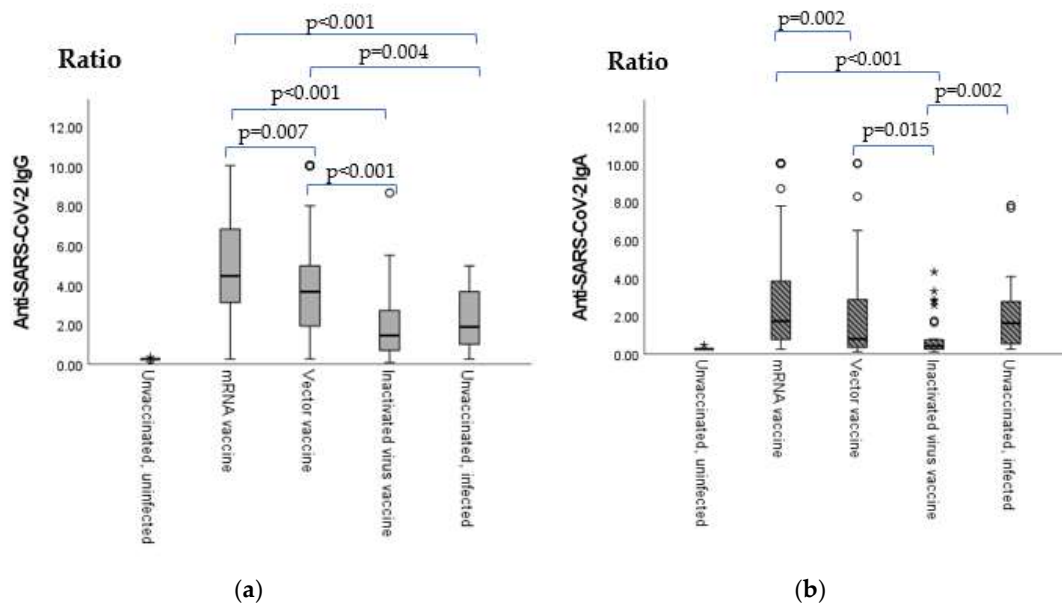 p<0.001
Ratio
p=0.004
p<0.001
p=0.007
p<0.001
Anti-SARS-CoV-2 IgG
12.00
10.00
8.00
6.00
4.00
2.00
0.00
Unvaccinated, uninfected
mRNA vaccine
Vector vaccine
Inactivated virus vaccine
Unvaccinated, infected
(a)
p=0.002
Ratio
p<0.001
p=0.002
p=0.015
Anti-SARS-CoV-2 IgA
12.00
10.00
8.00
6.00
4.00
2.00
0.00
Unvaccinated, uninfected
mRNA vaccine
Vector vaccine
Inactivated virus vaccine
Unvaccinated, infected
(b)